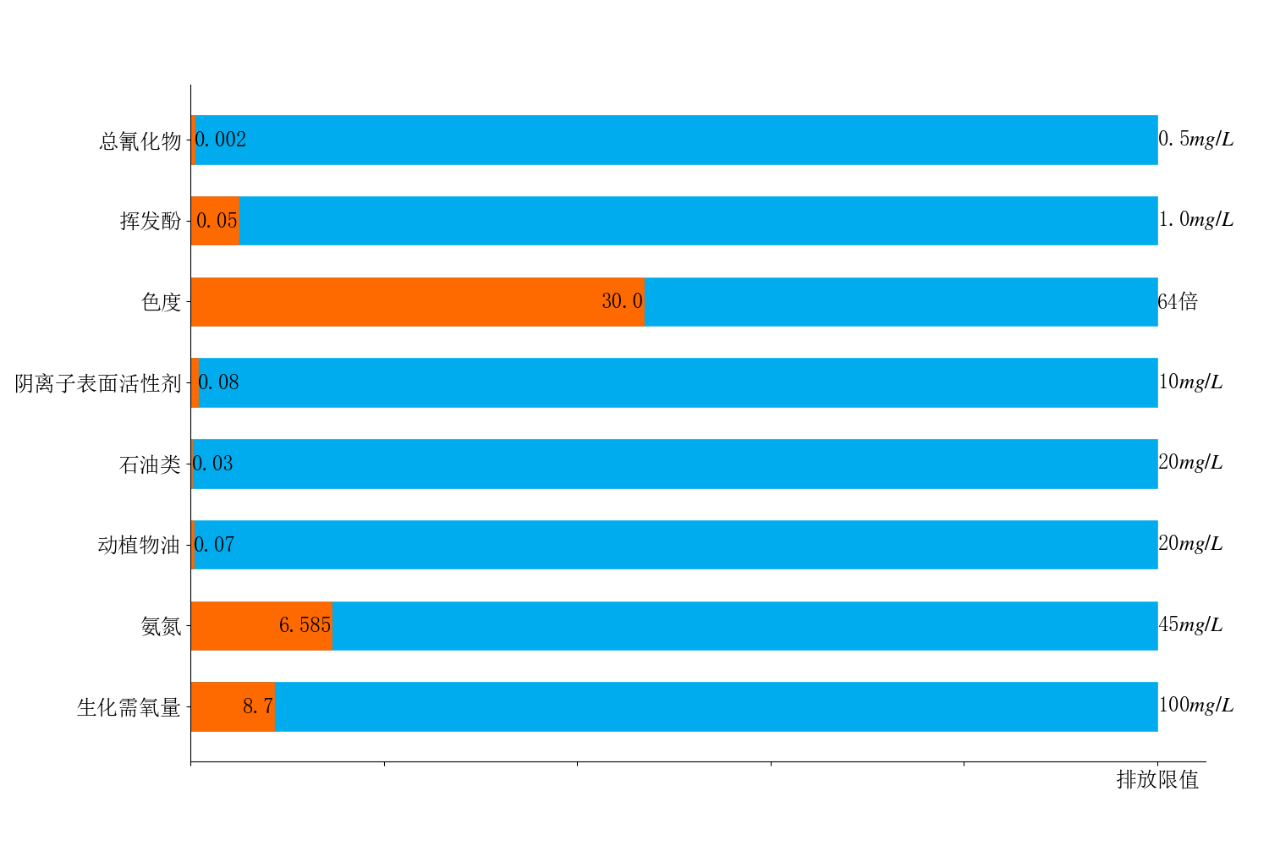 总氰化物 0.002 0.5mg/L
挥发酚 0.05 1.0mg/L
色度 30.0 64倍
阴离子表面活性剂 0.08 10mg/L
石油类 0.03 20mg/L
动植物油 0.07 20mg/L
氨氮 6.585 45mg/L
生化需氧量 8.7 100mg/L
排放限值